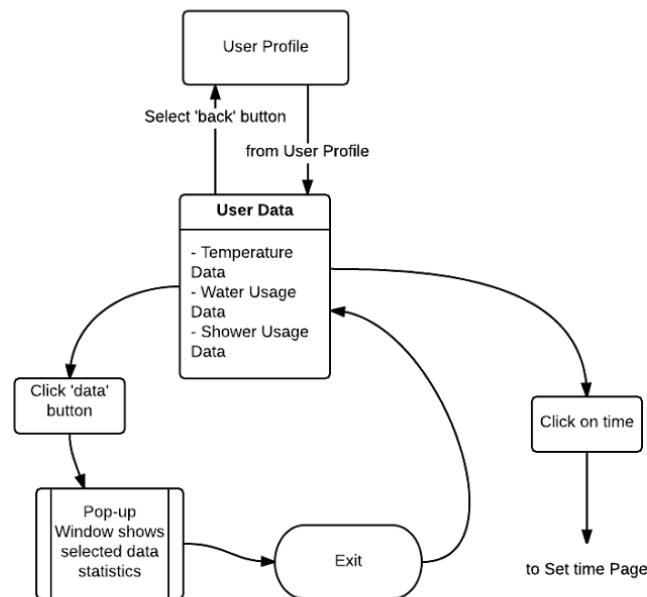 User Profile
Select 'back' button
from User Profile
User Data
- Temperature
Data
- Water Usage
Data
- Shower Usage
Data
Click 'data'
button
Click on time
Pop-up
Window shows
selected data
statistics
Exit
to Set time Page